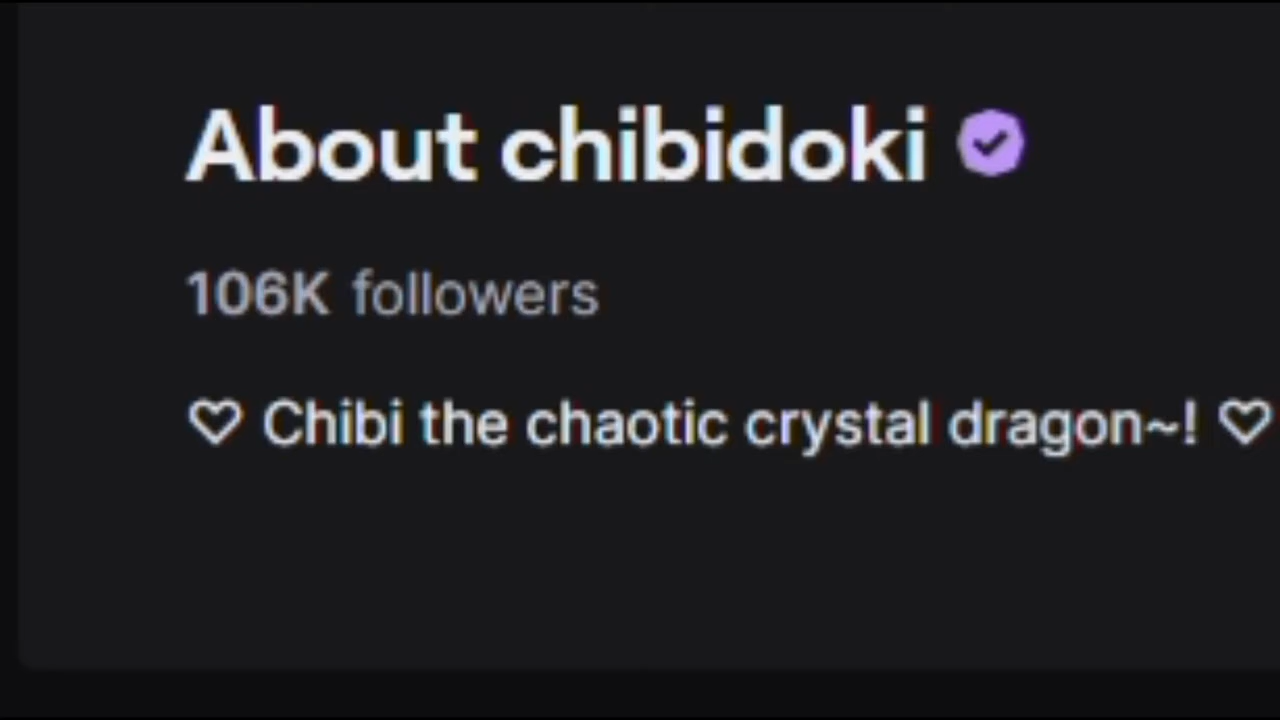 About chibidoki
106K followers
♡ Chibi the chaotic crystal dragon~! ♡